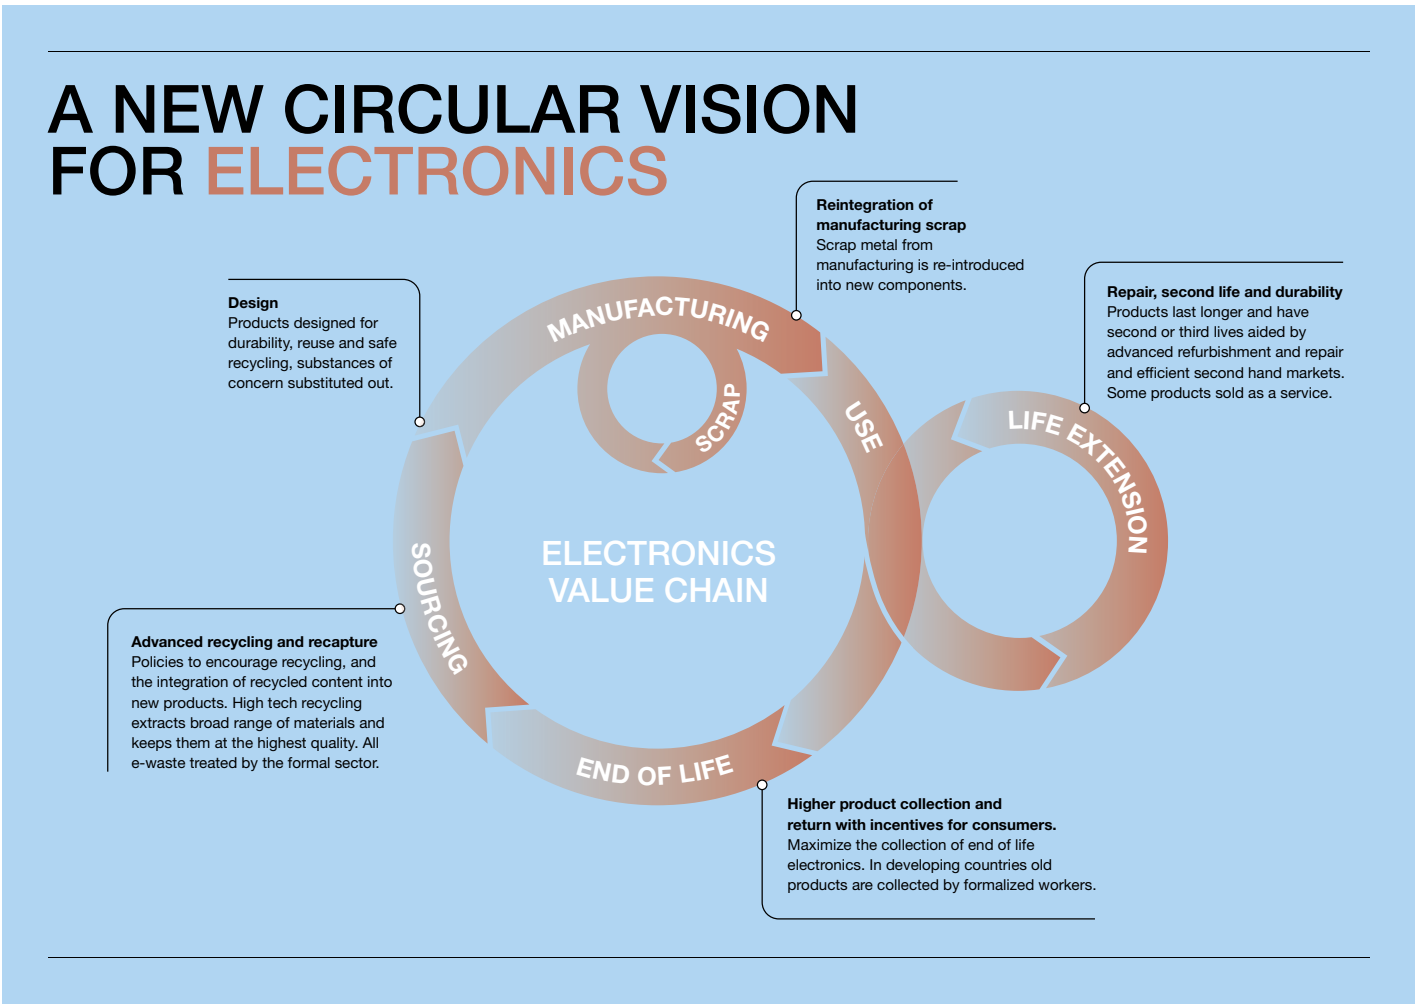 A NEW CIRCULAR VISION
FOR ELECTRONICS
Reintegration of
manufacturing scrap
Scrap metal from
manufacturing is re-introduced
into new components.
Repair, second life and durability
Products last longer and have
second or third lives aided by
advanced refurbishment and repair
and efficient second hand markets.
Some products sold as a service.
Design
Products designed for
durability, reuse and safe
recycling, substances of
concern substituted out.
MANUFACTURING
SCRAP
USE
LIFE EXTENSION
ELECTRONICS
VALUE CHAIN
SOURCING
Advanced recycling and recapture
Policies to encourage recycling, and
the integration of recycled content into
new products. High tech recycling
extracts broad range of materials and
keeps them at the highest quality. All
e-waste treated by the formal sector.
END OF LIFE
Higher product collection and
return with incentives for consumers.
Maximize the collection of end of life
electronics. In developing countries old
products are collected by formalized workers.